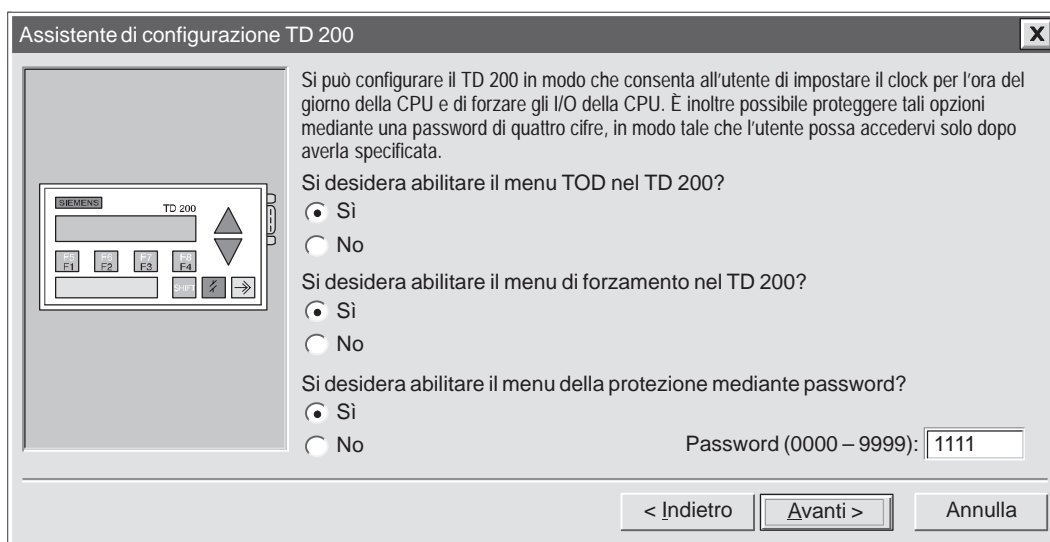 Assistente di configurazione TD 200
X
Si può configurare il TD 200 in modo che consenta all'utente di impostare il clock per l'ora del
giorno della CPU e di forzare gli I/O della CPU. È inoltre possibile proteggere tali opzioni
mediante una password di quattro cifre, in modo tale che l'utente possa accedervi solo dopo
averla specificata.
SIEMENS
TD 200
F5 F6 F7 F8
F1 F2 F3 F4
SHIFT
Si desidera abilitare il menu TOD nel TD 200?
Sì
No
Si desidera abilitare il menu di forzamento nel TD 200?
Sì
No
Si desidera abilitare il menu della protezione mediante password?
Sì
No
Password (0000 – 9999): 1111
< Indietro
Avanti >
Annulla